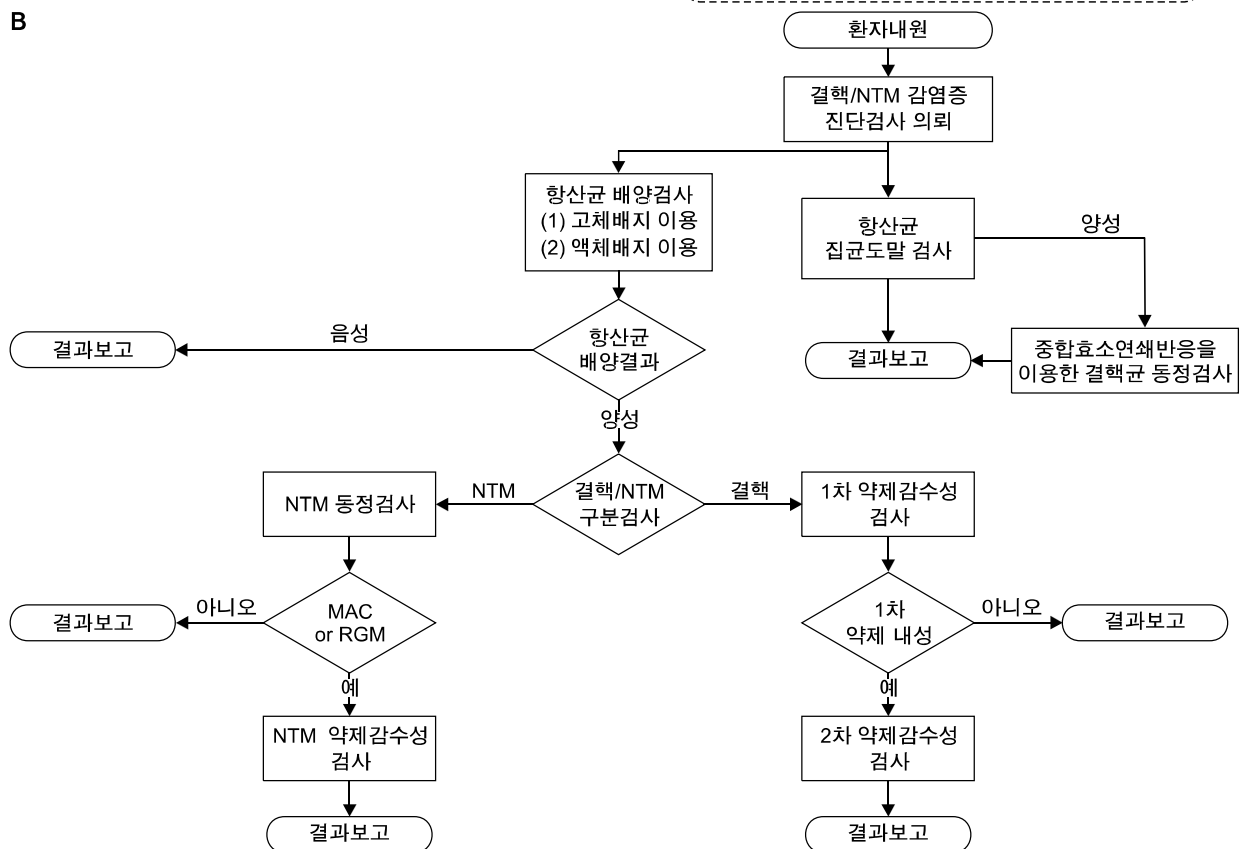 B
환자내원
결핵/NTM 감염증
진단검사 의뢰
항산균 배양검사
(1) 고체배지 이용
(2) 액체배지 이용
항산균
집균도말 검사
양성
음성
결과보고
항산균
배양결과
결과보고
중합효소연쇄반응을
이용한 결핵균 동정검사
양성
NTM 동정검사
NTM
결핵/NTM
구분검사
결핵
1차 약제감수성
검사
결과보고
아니오
MAC
or RGM
1차
약제 내성
아니오
결과보고
예
예
NTM 약제감수성
검사
2차 약제감수성
검사
결과보고
결과보고